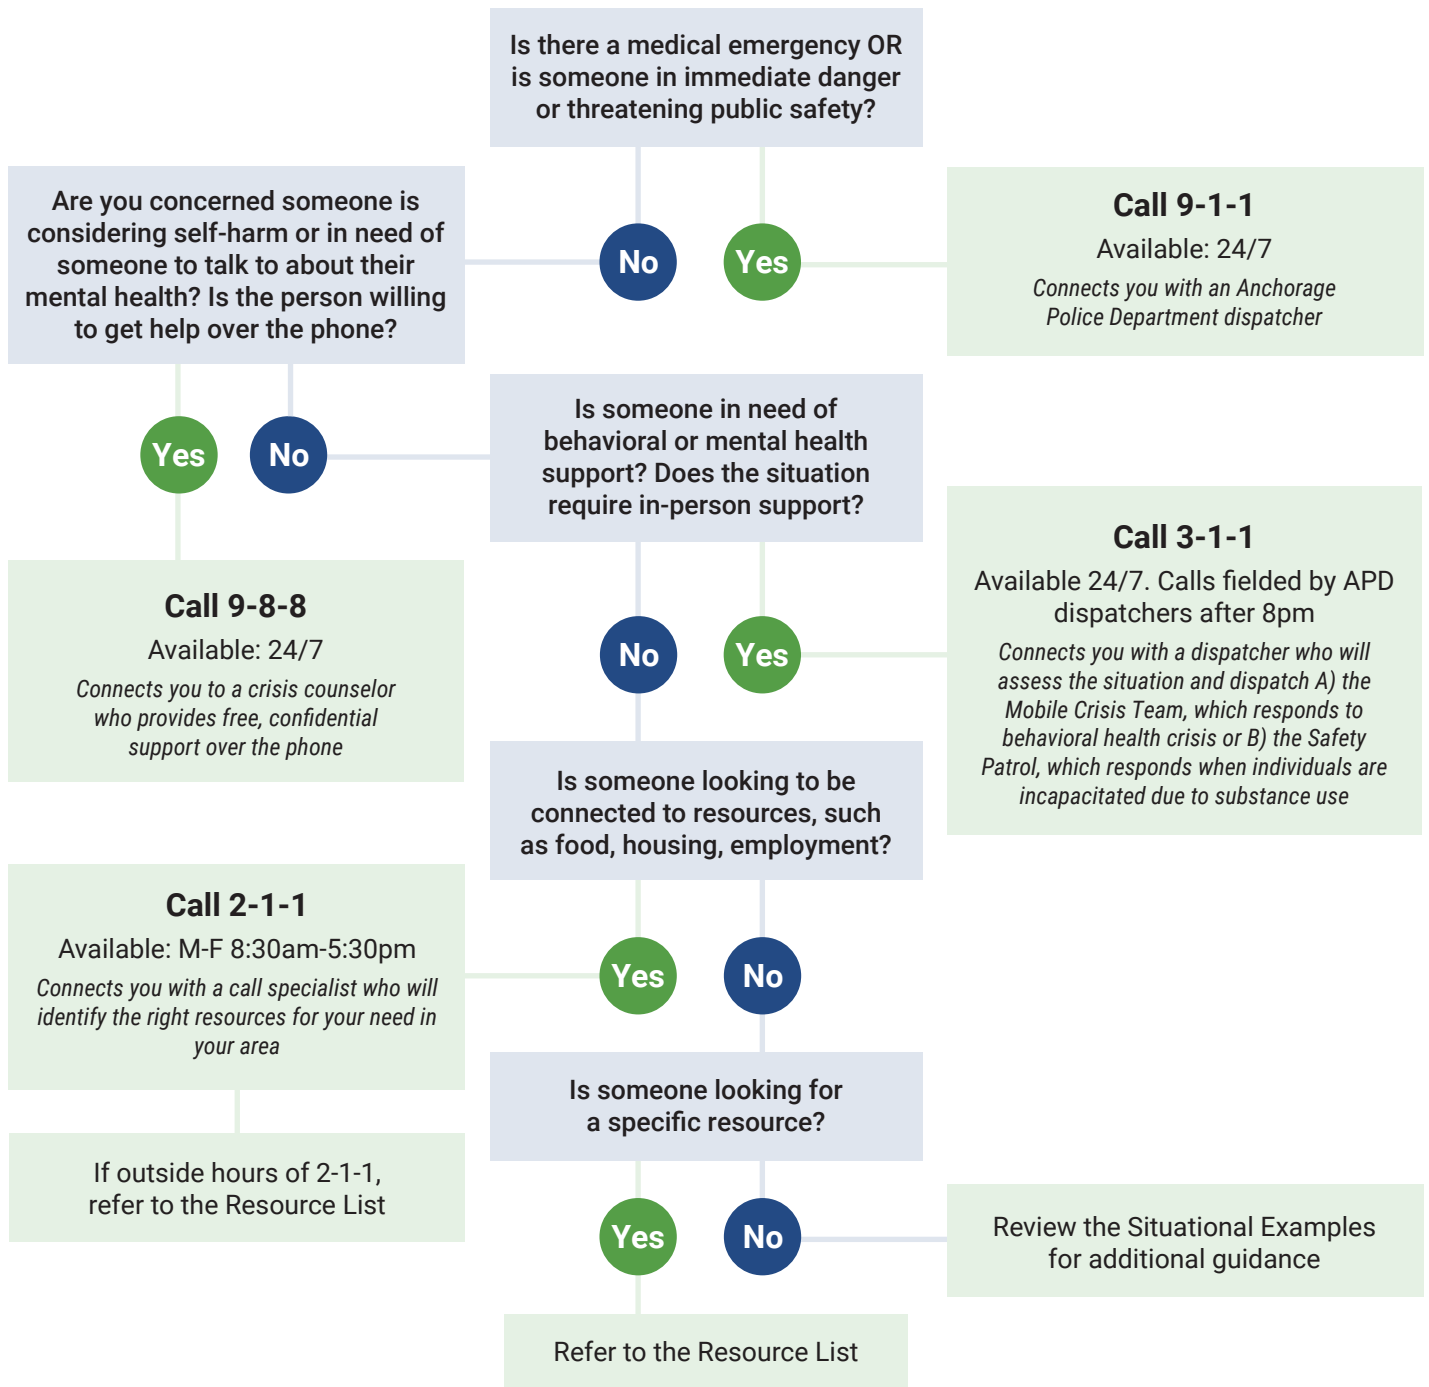 Is there a medical emergency OR
is someone in immediate danger
or threatening public safety?
No
Yes
Call 9-1-1
Available: 24/7
Connects you with an Anchorage
Police Department dispatcher
Are you concerned someone is
considering self-harm or in need of
someone to talk to about their
mental health? Is the person willing
to get help over the phone?
Yes
No
Call 9-8-8
Available: 24/7
Connects you to a crisis counselor
who provides free, confidential
support over the phone
Is someone in need of
behavioral or mental health
support? Does the situation
require in-person support?
No
Yes
Call 3-1-1
Available 24/7. Calls fielded by APD
dispatchers after 8pm
Connects you with a dispatcher who will
assess the situation and dispatch A) the
Mobile Crisis Team, which responds to
behavioral health crisis or B) the Safety
Patrol, which responds when individuals are
incapacitated due to substance use
Is someone looking to be
connected to resources, such
as food, housing, employment?
Yes
No
Call 2-1-1
Available: M-F 8:30am-5:30pm
Connects you with a call specialist who will
identify the right resources for your need in
your area
If outside hours of 2-1-1,
refer to the Resource List
Is someone looking for
a specific resource?
Yes
No
Review the Situational Examples
for additional guidance
Refer to the Resource List